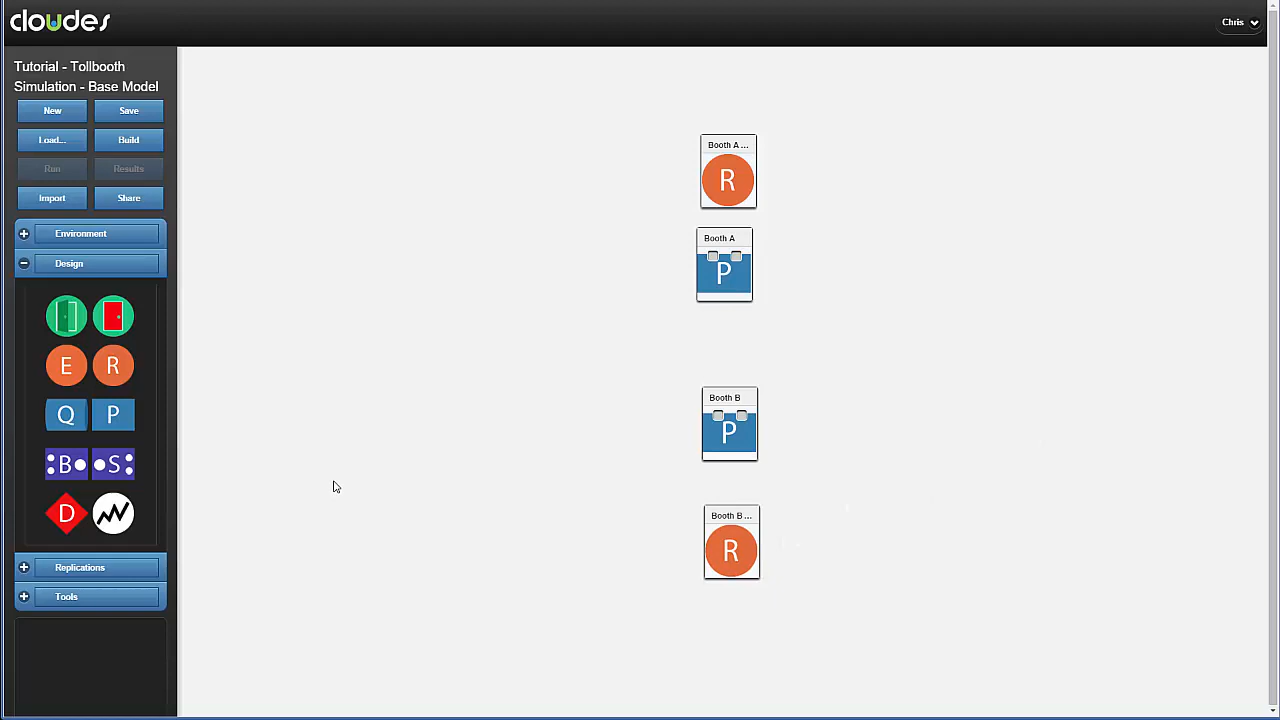 cloudes
Chris
Tutorial - Tollbooth
Simulation - Base Model
New
Save
Load...
Build
Run
Results
Import
Share
Environment
Design
E
R
Q
P
B
S
D
Replications
Tools
Booth A ...
R
Booth A
P
Booth B
P
Booth B ...
R